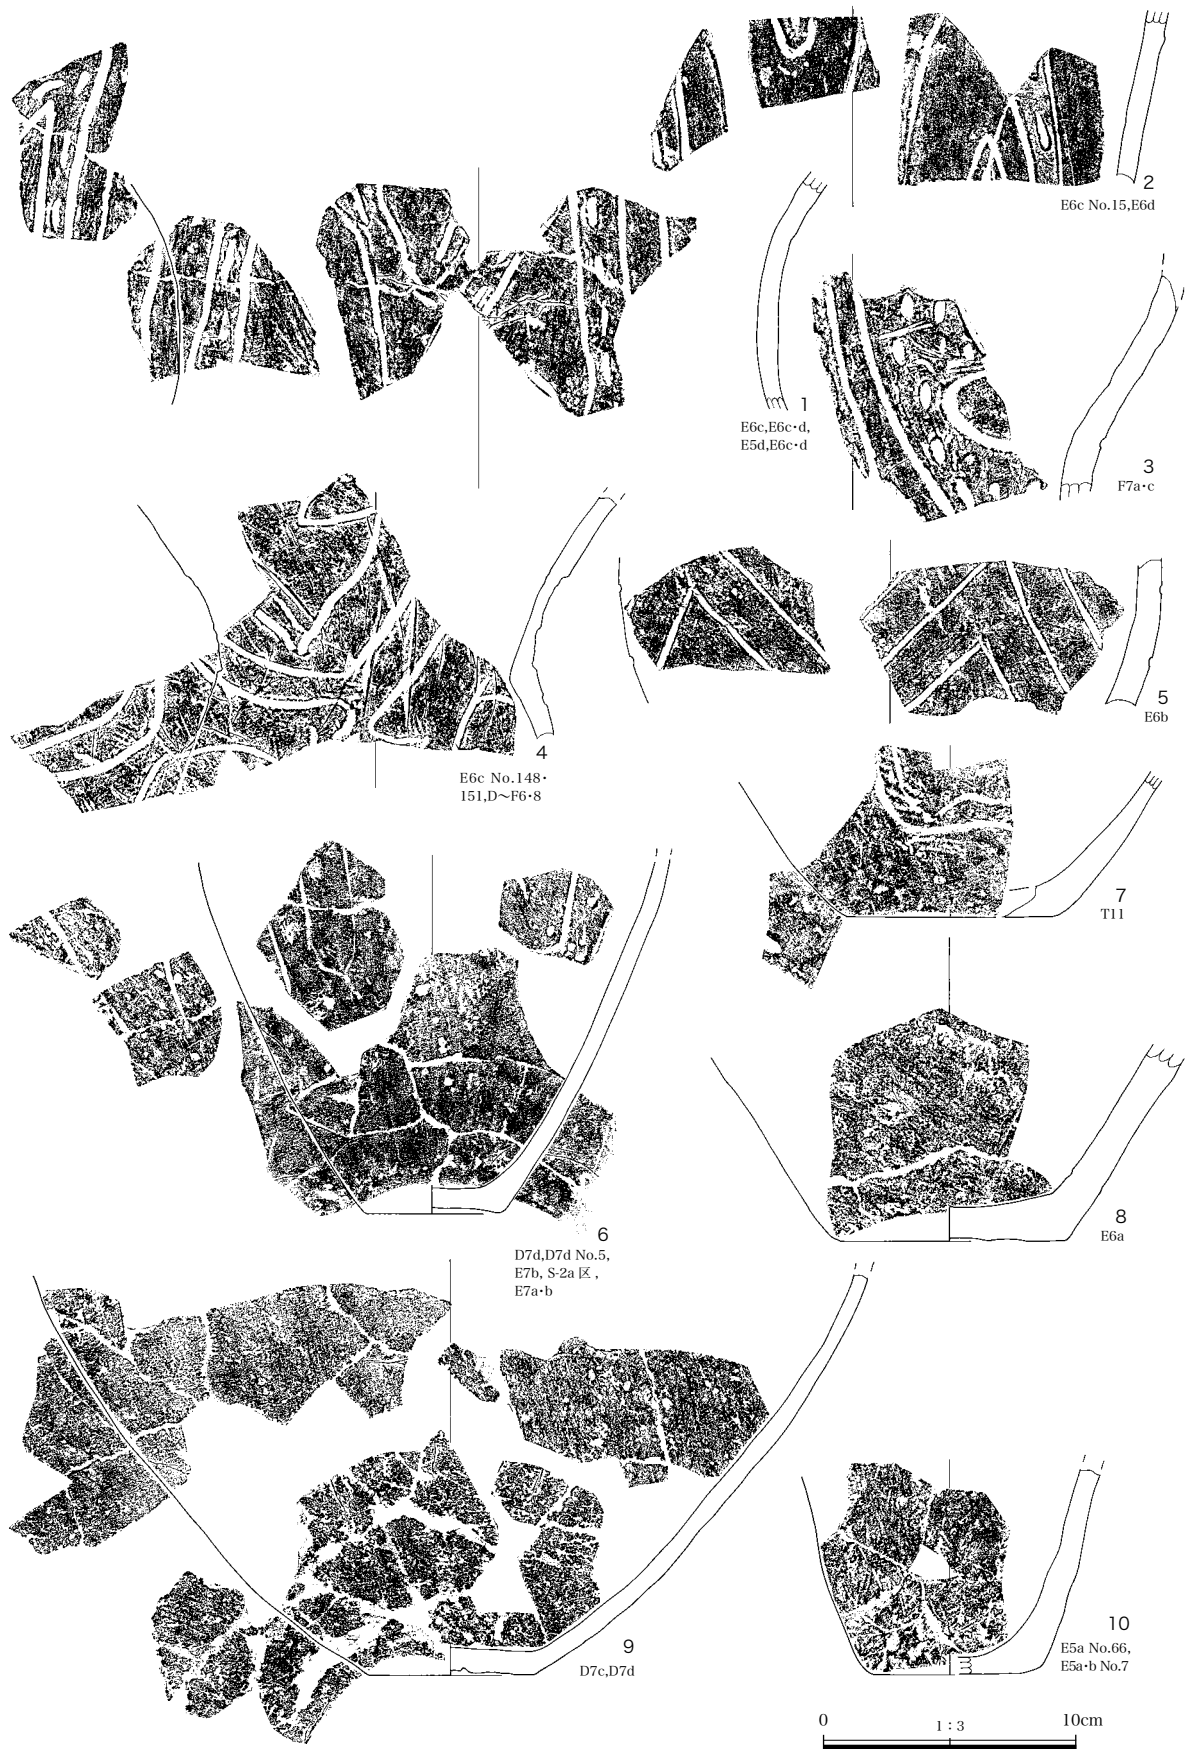 2
E6c No.15,E6d
1
E6c,E6c・d,
E5d,E6c・d
3
F7a・c
4
E6c No.148・
151,D〜F6・8
5
E6b
7
T11
6
D7d,D7d No.5,
E7b, S-2a 区 ,
E7a・b
8
E6a
9
D7c,D7d
10
E5a No.66,
E5a・b No.7
0 1：3 10cm